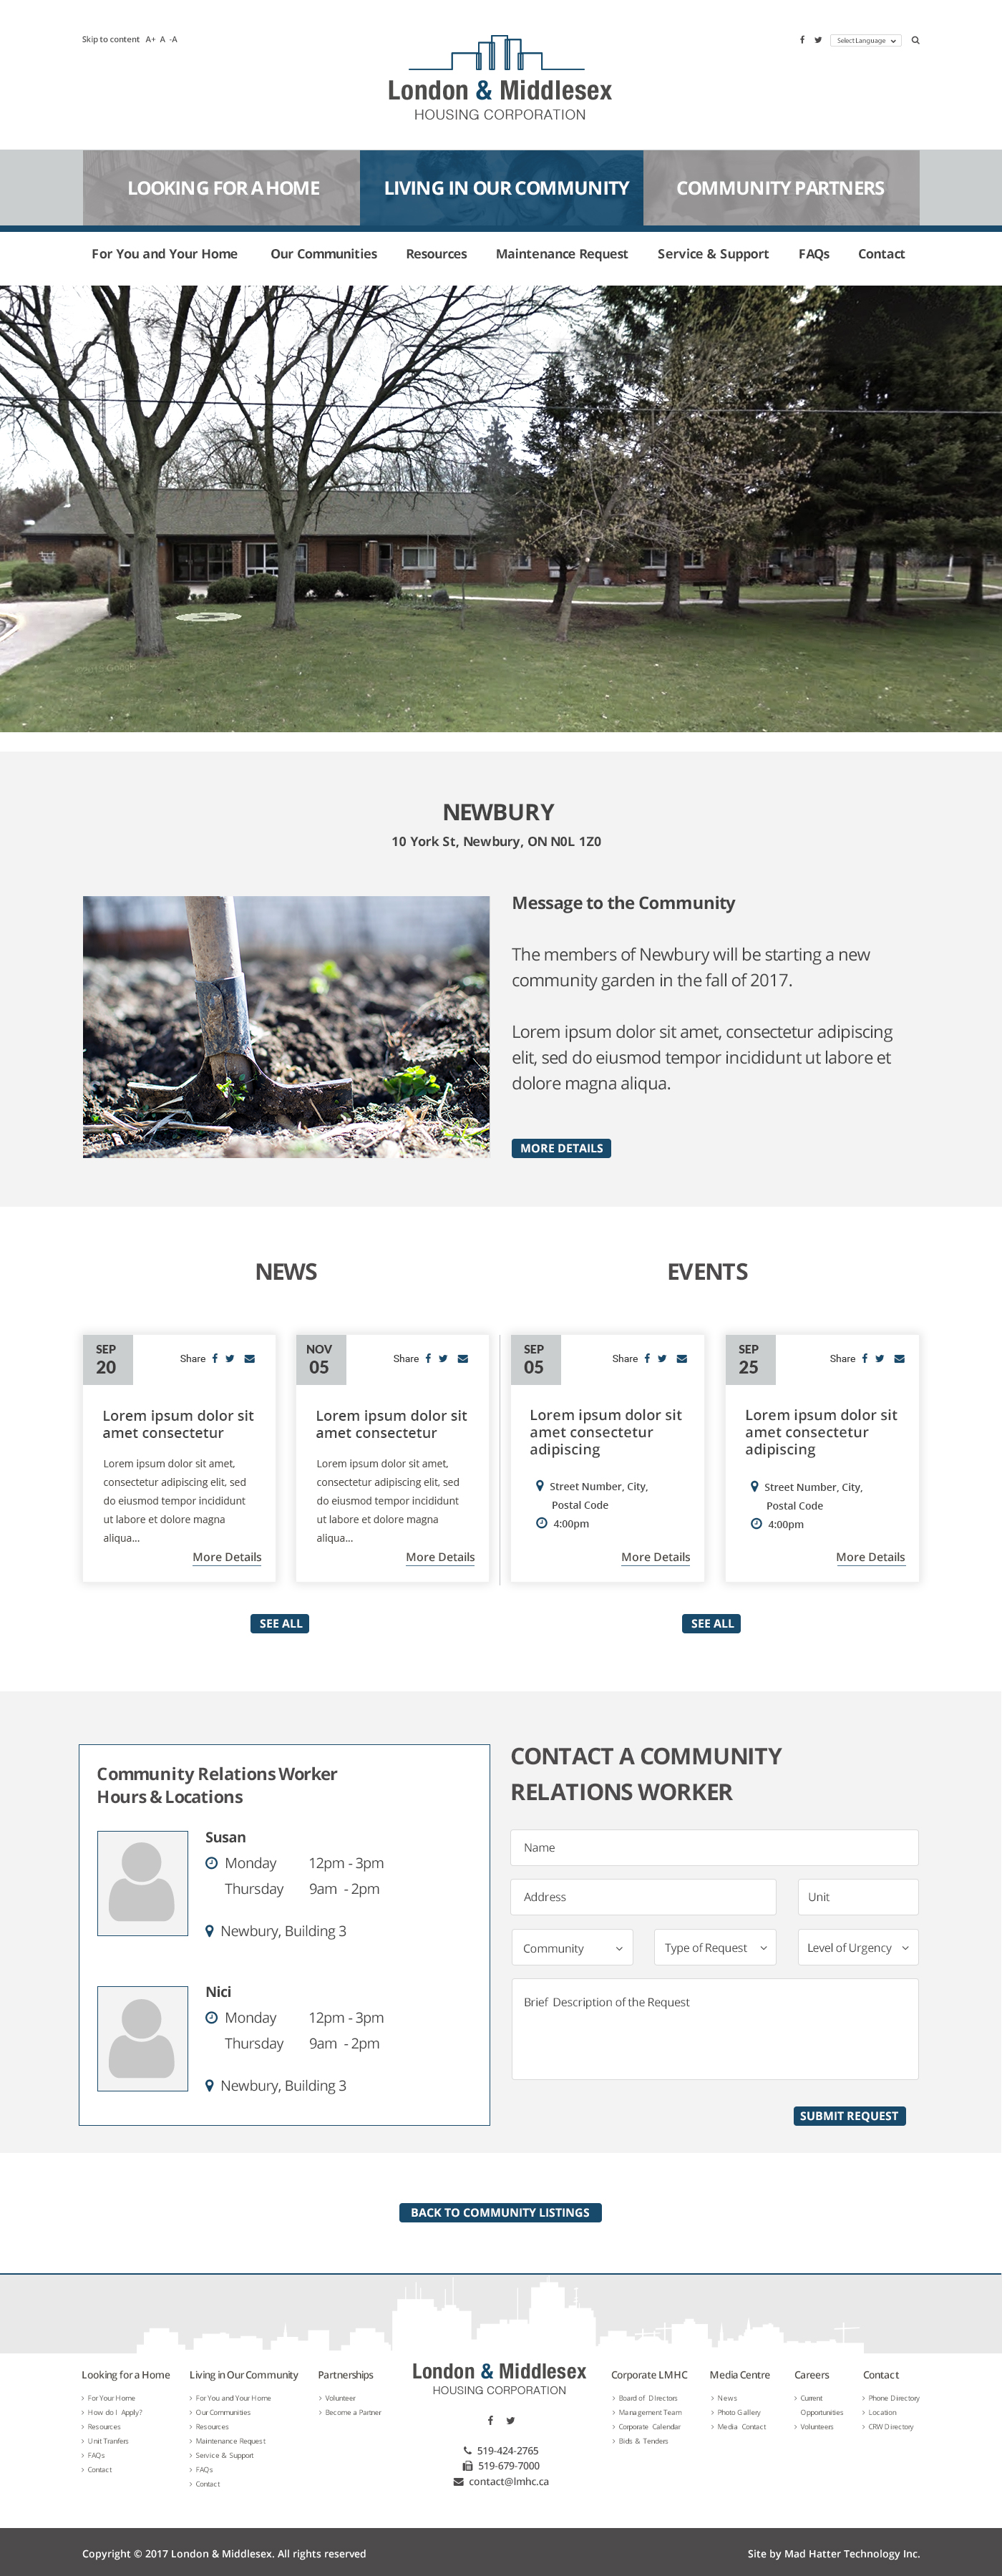 Skip to content A+ A -A
Select Language
London & Middlesex
HOUSING CORPORATION
LOOKING FOR A HOME
LIVING IN OUR COMMUNITY
COMMUNITY PARTNERS
For You and Your Home
Our Communities
Resources
Maintenance Request
Service & Support
FAQs
Contact
Google
NEWBURY
10 York St, Newbury, ON N0L 1Z0
Message to the Community
The members of Newbury will be starting a new
community garden in the fall of 2017.
Lorem ipsum dolor sit amet, consectetur adipiscing
elit, sed do eiusmod tempor incididunt ut labore et
dolore magna aliqua.
MORE DETAILS
NEWS
SEP
20
Share
Lorem ipsum dolor sit
amet consectetur
Lorem ipsum dolor sit amet,
consectetur adipiscing elit, sed
do eiusmod tempor incididunt
ut labore et dolore magna
aliqua...
More Details
NOV
05
Share
Lorem ipsum dolor sit
amet consectetur
Lorem ipsum dolor sit amet,
consectetur adipiscing elit, sed
do eiusmod tempor incididunt
ut labore et dolore magna
aliqua...
More Details
SEE ALL
EVENTS
SEP
05
Share
Lorem ipsum dolor sit
amet consectetur
adipiscing
Street Number, City,
Postal Code
4:00pm
More Details
SEP
25
Share
Lorem ipsum dolor sit
amet consectetur
adipiscing
Street Number, City,
Postal Code
4:00pm
More Details
SEE ALL
Community Relations Worker
Hours & Locations
Susan
Monday 12pm - 3pm
Thursday 9am - 2pm
Newbury, Building 3
Nici
Monday 12pm - 3pm
Thursday 9am - 2pm
Newbury, Building 3
CONTACT A COMMUNITY
RELATIONS WORKER
Name
Address
Unit
Community
Type of Request
Level of Urgency
Brief Description of the Request
SUBMIT REQUEST
BACK TO COMMUNITY LISTINGS
Looking for a Home
For Your Home
How do I Apply?
Resources
Unit Tranfers
FAQs
Contact
Living in Our Community
For You and Your Home
Our Communities
Resources
Maintenance Request
Service & Support
FAQs
Contact
Partnerships
Volunteer
Become a Partner
London & Middlesex
HOUSING CORPORATION
519-424-2765
519-679-7000
contact@lmhc.ca
Corporate LMHC
Board of Directors
Management Team
Corporate Calendar
Bids & Tenders
Media Centre
News
Photo Gallery
Media Contact
Careers
Current
Opportunities
Volunteers
Contact
Phone Directory
Location
CRW Directory
Copyright © 2017 London & Middlesex. All rights reserved
Site by Mad Hatter Technology Inc.